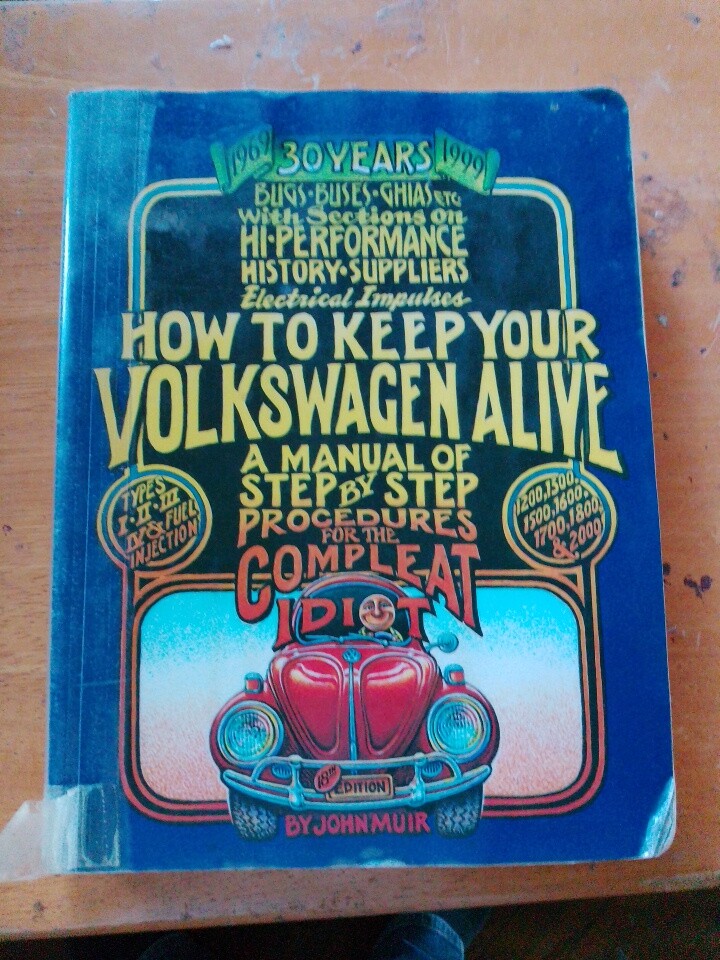 1969 30 YEARS 1999
BUGS·BUSES·GHIAS ETC
With Sections on
HI·PERFORMANCE
HISTORY·SUPPLIERS
Electrical Impulses
HOW TO KEEP YOUR
VOLKSWAGEN ALIVE
A MANUAL OF
STEP BY STEP
PROCEDURES
FOR THE
COMPLEAT
IDIOT
TYPES
I·II·III
IV & FUEL
INJECTION
1200, 1300,
1500, 1600,
1700, 1800,
& 2000
18TH
EDITION
BY JOHN MUIR